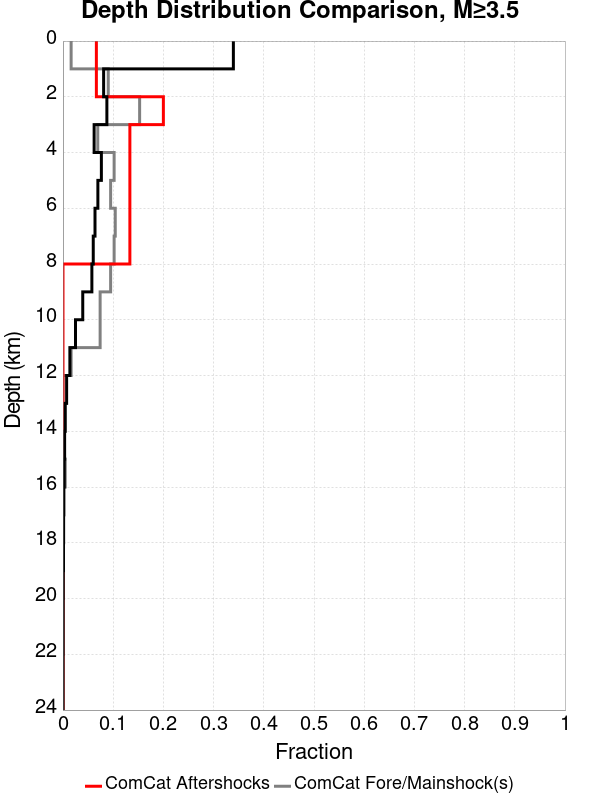 Depth Distribution Comparison, M≥3.5
0
2
4
6
8
10
12
14
16
18
20
22
24
Depth (km)
0 0.1 0.2 0.3 0.4 0.5 0.6 0.7 0.8 0.9 1
Fraction
ComCat Aftershocks ComCat Fore/Mainshock(s)